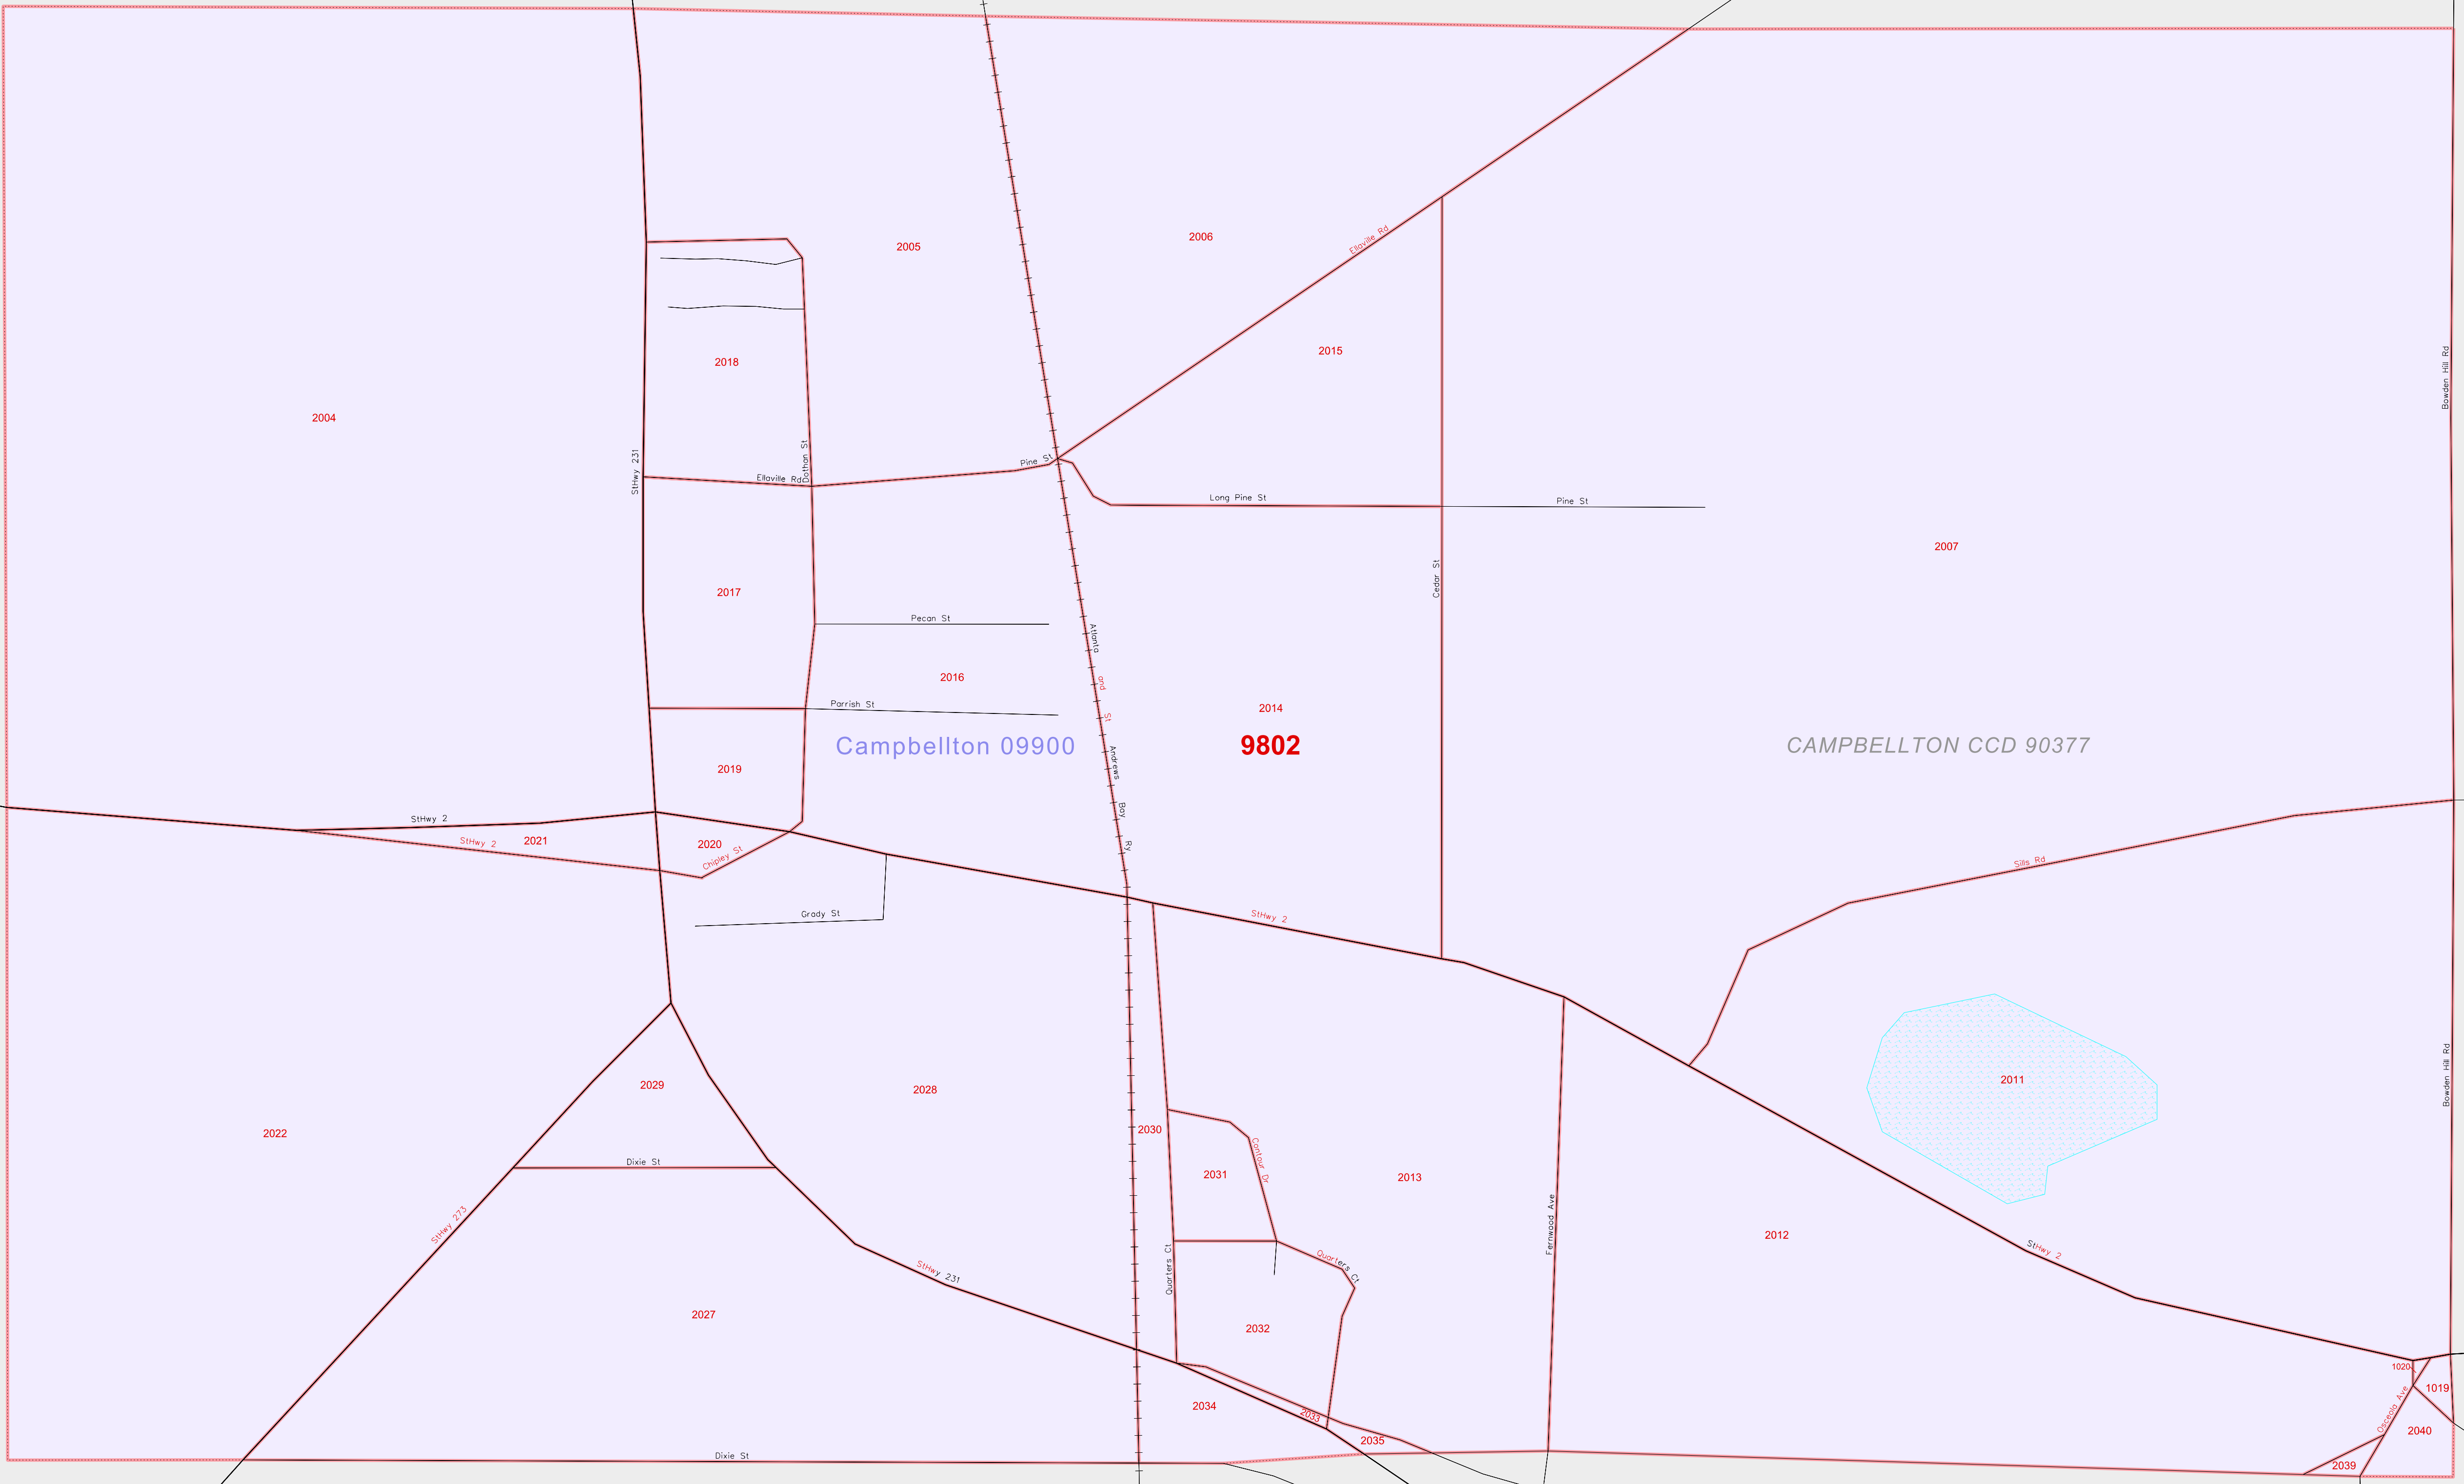 2005
2006
Ellaville Rd
2015
2018
Bowden Hill Rd
2004
StHwy 231
Dothan St
Ellaville Rd
Pine St
Long Pine St
Pine St
2007
Cedar St
2017
Pecan St
Atlanta and St Andrews Bay Ry
2016
Parrish St
2014
Campbellton 09900
9802
CAMPBELLTON CCD 90377
2019
StHwy 2
StHwy 2
2021
2020
Chipley St
Sills Rd
Grady St
StHwy 2
2011
Bowden Hill Rd
2029
2028
2022
2030
Contour Dr
2031
2013
Dixie St
StHwy 273
Fernwood Ave
2012
StHwy 2
Quarters Ct
Quarters Ct
StHwy 231
2027
2032
1020
1019
Osceola Ave
2034
2033
2035
2040
Dixie St
2039